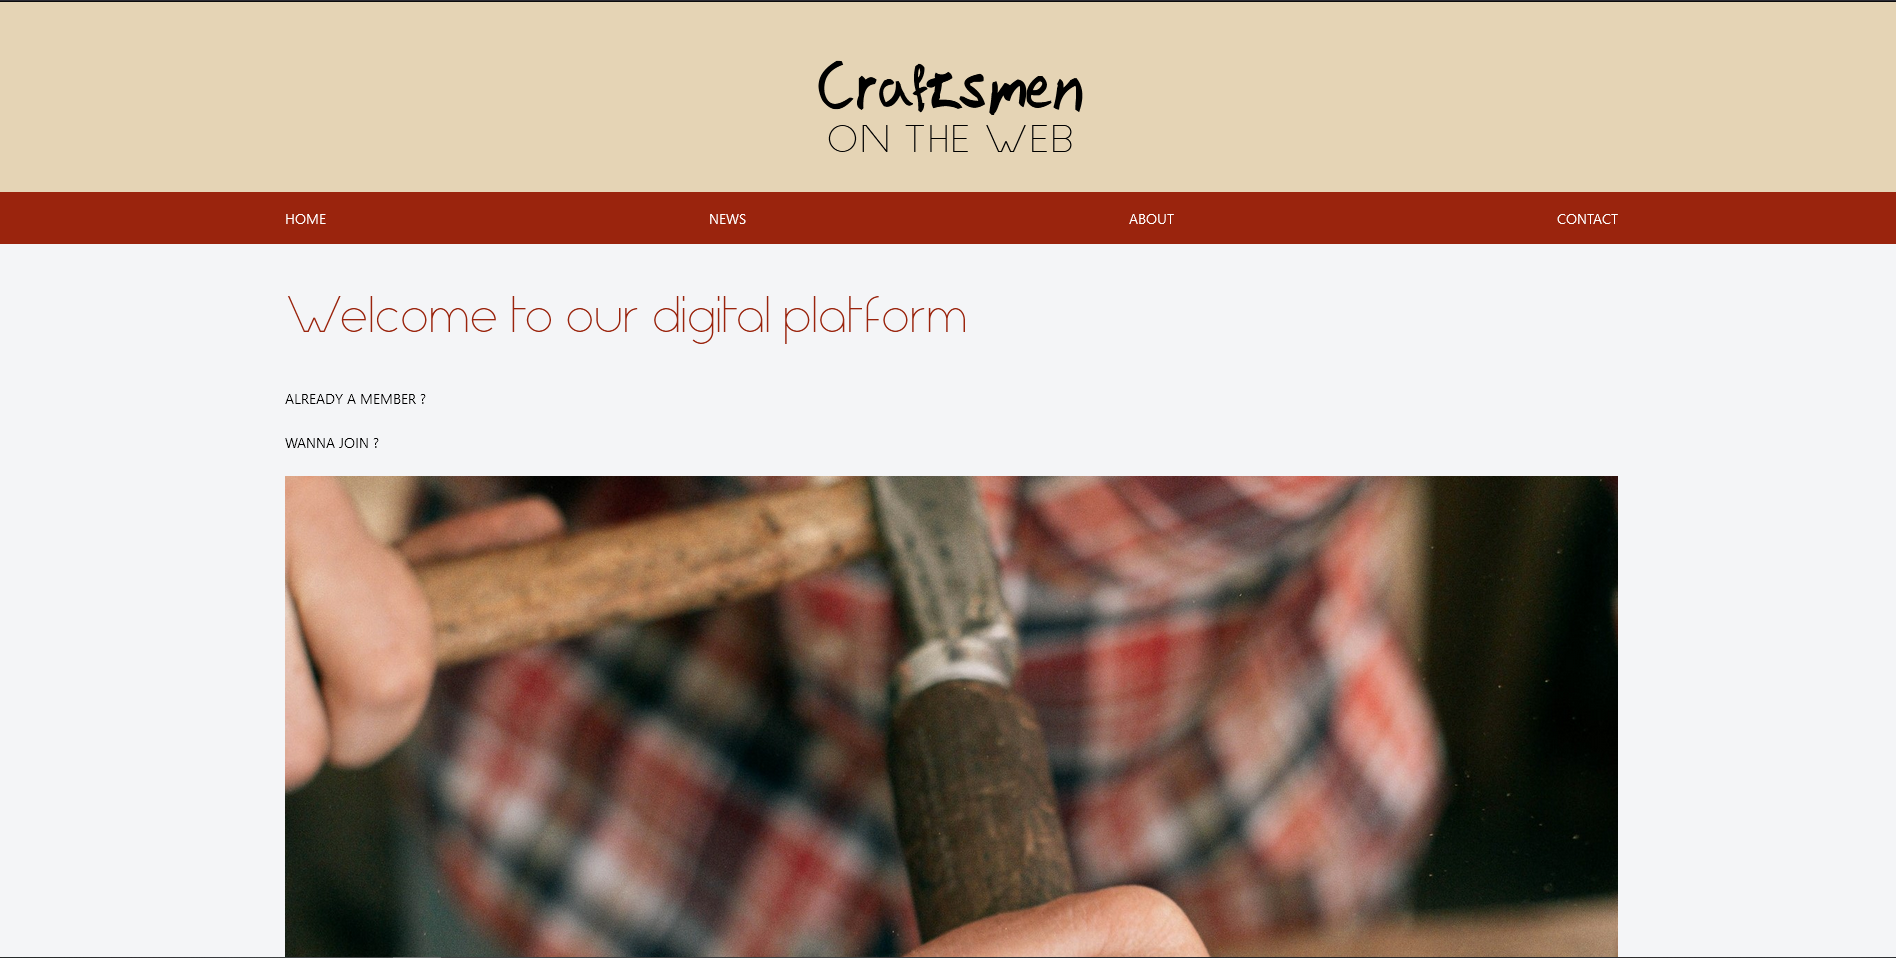 Craftsmen
ON THE WEB
HOME NEWS ABOUT CONTACT
Welcome to our digital platform
ALREADY A MEMBER ?
WANNA JOIN ?